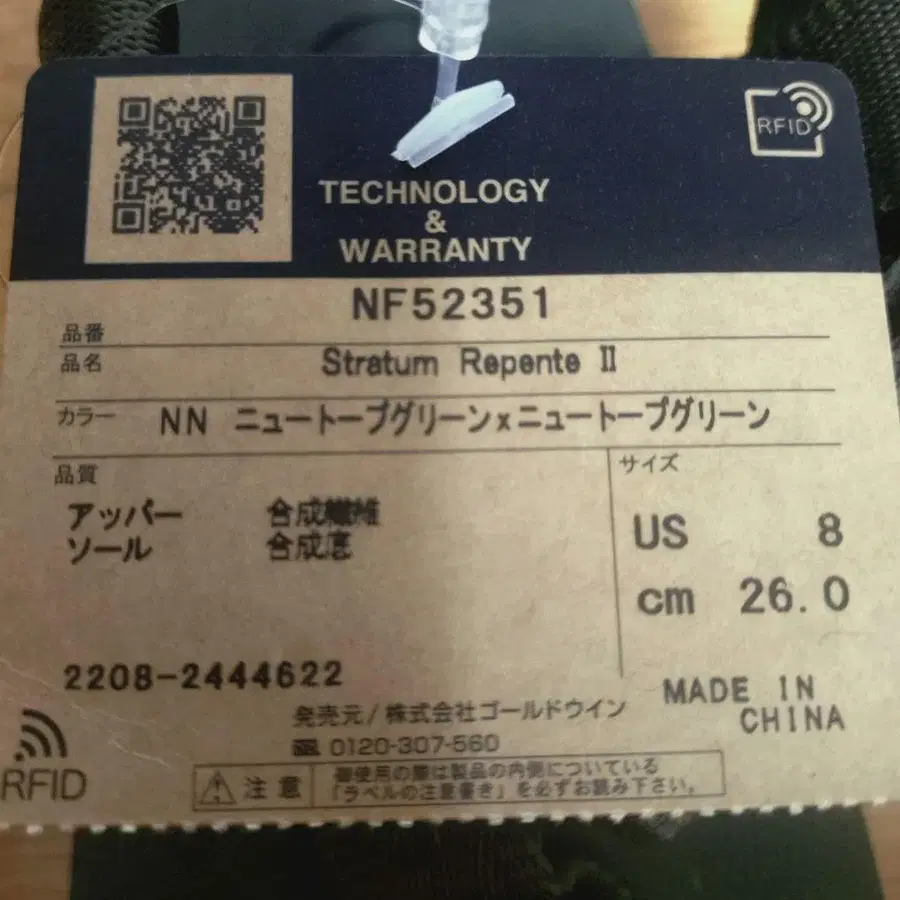 RFID
TECHNOLOGY
&
WARRANTY
品番 NF52351
品名 Stratum Repente Ⅱ
カラー NN ニュートープグリーンxニュートープグリーン
品質
サイズ
アッパー 合成繊維
ソール 合成底
US 8
cm 26.0
2208-2444622
MADE IN
CHINA
発売元/株式会社ゴールドウイン
0120-307-560
RFID
注意
御使用の際は製品の内側についている
「ラベルの注意書き」を必ずお読み下さい。